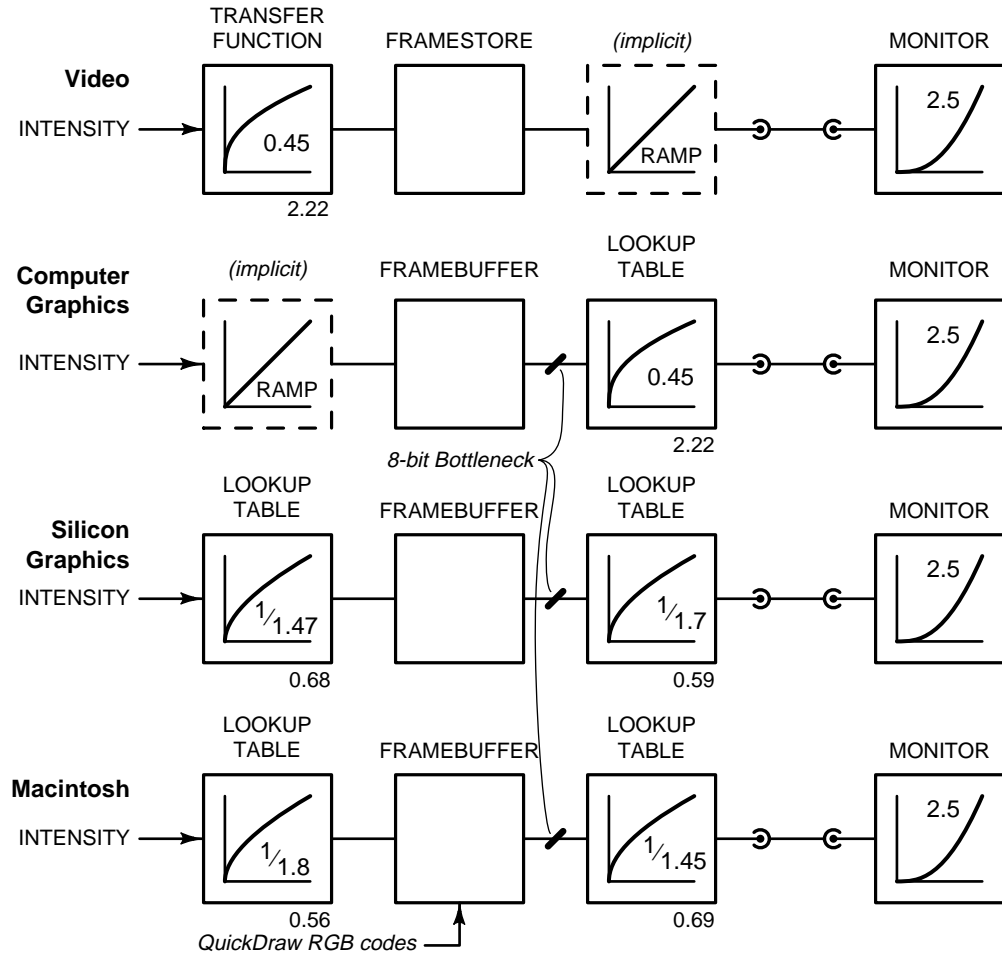 TRANSFER
FUNCTION
FRAMESTORE
(implicit)
MONITOR
Video
INTENSITY
0.45
RAMP
2.5
2.22
Computer
Graphics
(implicit)
FRAMEBUFFER
LOOKUP
TABLE
MONITOR
INTENSITY
RAMP
0.45
2.5
2.22
8-bit Bottleneck
Silicon
Graphics
LOOKUP
TABLE
FRAMEBUFFER
LOOKUP
TABLE
MONITOR
INTENSITY
1/1.47
1/1.7
2.5
0.68
0.59
Macintosh
LOOKUP
TABLE
FRAMEBUFFER
LOOKUP
TABLE
MONITOR
INTENSITY
1/1.8
1/1.45
2.5
0.56
0.69
QuickDraw RGB codes